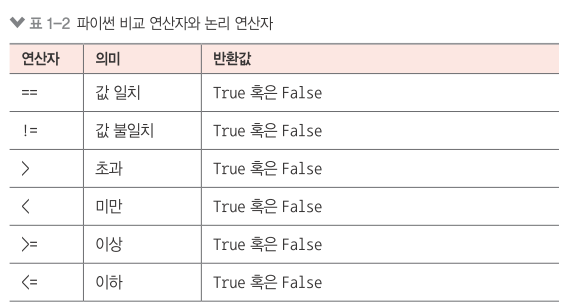 표 1-2 파이썬 비교 연산자와 논리 연산자
연산자 의미 반환값
== 값 일치 True 혹은 False
!= 값 불일치 True 혹은 False
> 초과 True 혹은 False
< 미만 True 혹은 False
>= 이상 True 혹은 False
<= 이하 True 혹은 False